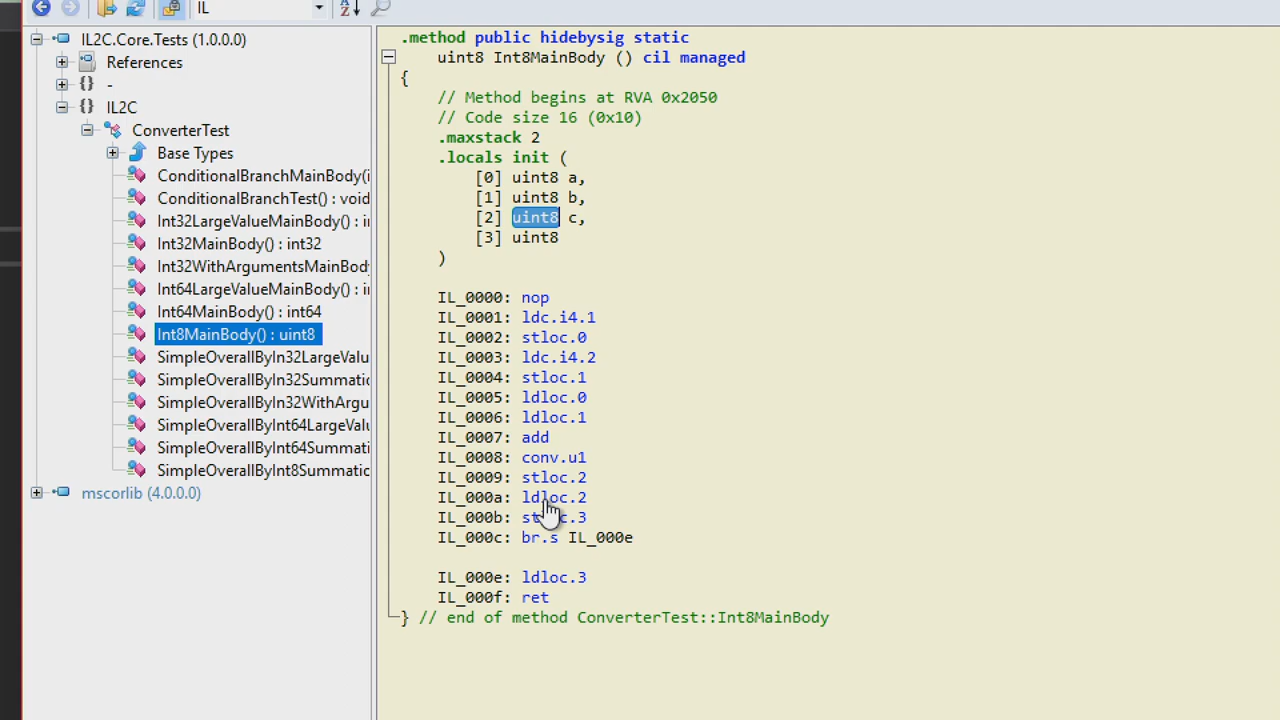 IL
IL2C.Core.Tests (1.0.0.0)
References
{} -
{} IL2C
ConverterTest
Base Types
ConditionalBranchMainBody(i
ConditionalBranchTest() : void
Int32LargeValueMainBody() : i
Int32MainBody() : int32
Int32WithArgumentsMainBody
Int64LargeValueMainBody() : i
Int64MainBody() : int64
Int8MainBody() : uint8
SimpleOverallByIn32LargeValu
SimpleOverallByIn32Summatic
SimpleOverallByIn32WithArgu
SimpleOverallByInt64LargeVal
SimpleOverallByInt64Summati
SimpleOverallByInt8Summatic
mscorlib (4.0.0.0)
.method public hidebysig static
uint8 Int8MainBody () cil managed
{
// Method begins at RVA 0x2050
// Code size 16 (0x10)
.maxstack 2
.locals init (
[0] uint8 a,
[1] uint8 b,
[2] uint8 c,
[3] uint8
)
IL_0000: nop
IL_0001: ldc.i4.1
IL_0002: stloc.0
IL_0003: ldc.i4.2
IL_0004: stloc.1
IL_0005: ldloc.0
IL_0006: ldloc.1
IL_0007: add
IL_0008: conv.u1
IL_0009: stloc.2
IL_000a: ldloc.2
IL_000b: stloc.3
IL_000c: br.s IL_000e
IL_000e: ldloc.3
IL_000f: ret
} // end of method ConverterTest::Int8MainBody